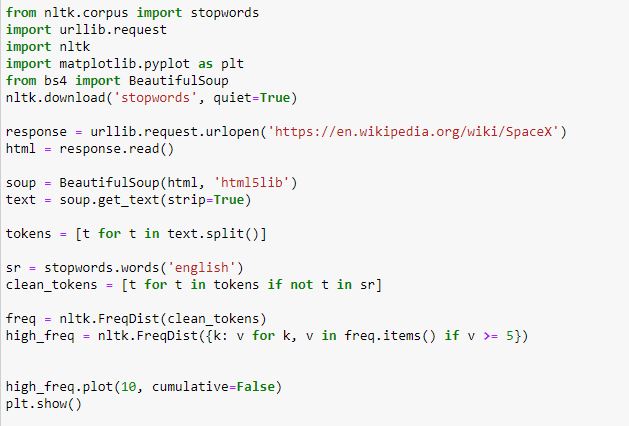 from nltk.corpus import stopwords
import urllib.request
import nltk
import matplotlib.pyplot as plt
from bs4 import BeautifulSoup
nltk.download('stopwords', quiet=True)
response = urllib.request.urlopen('https://en.wikipedia.org/wiki/SpaceX')
html = response.read()
soup = BeautifulSoup(html, 'html5lib')
text = soup.get_text(strip=True)
tokens = [t for t in text.split()]
sr = stopwords.words('english')
clean_tokens = [t for t in tokens if not t in sr]
freq = nltk.FreqDist(clean_tokens)
high_freq = nltk.FreqDist({k: v for k, v in freq.items() if v >= 5})
high_freq.plot(10, cumulative=False)
plt.show()